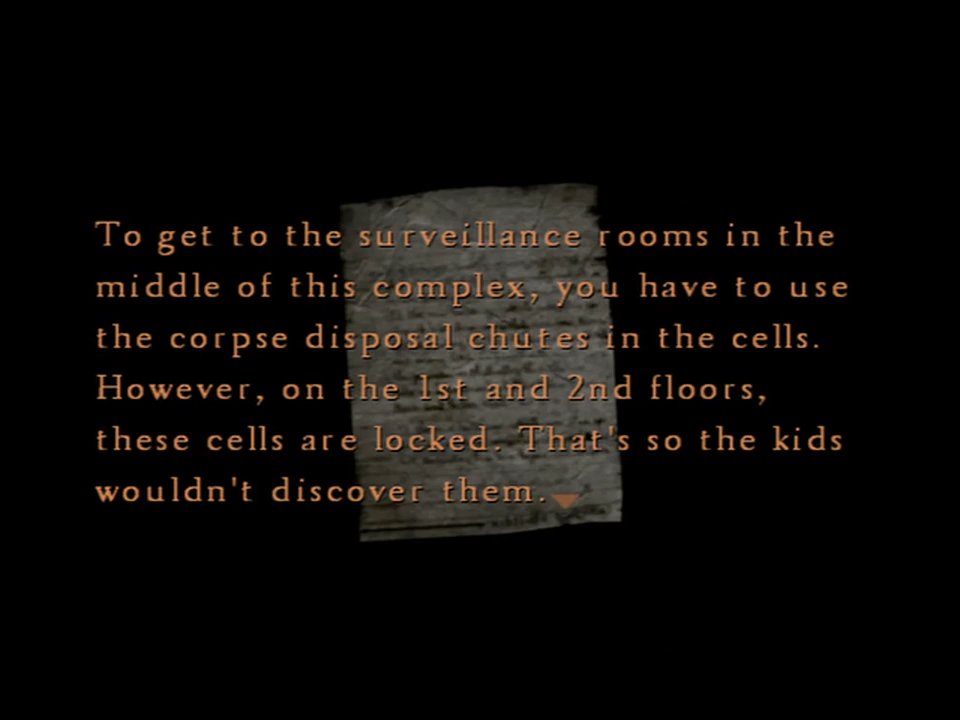 To get to the surveillance rooms in the
middle of this complex, you have to use
the corpse disposal chutes in the cells.
However, on the 1st and 2nd floors,
these cells are locked. That's so the kids
wouldn't discover them.